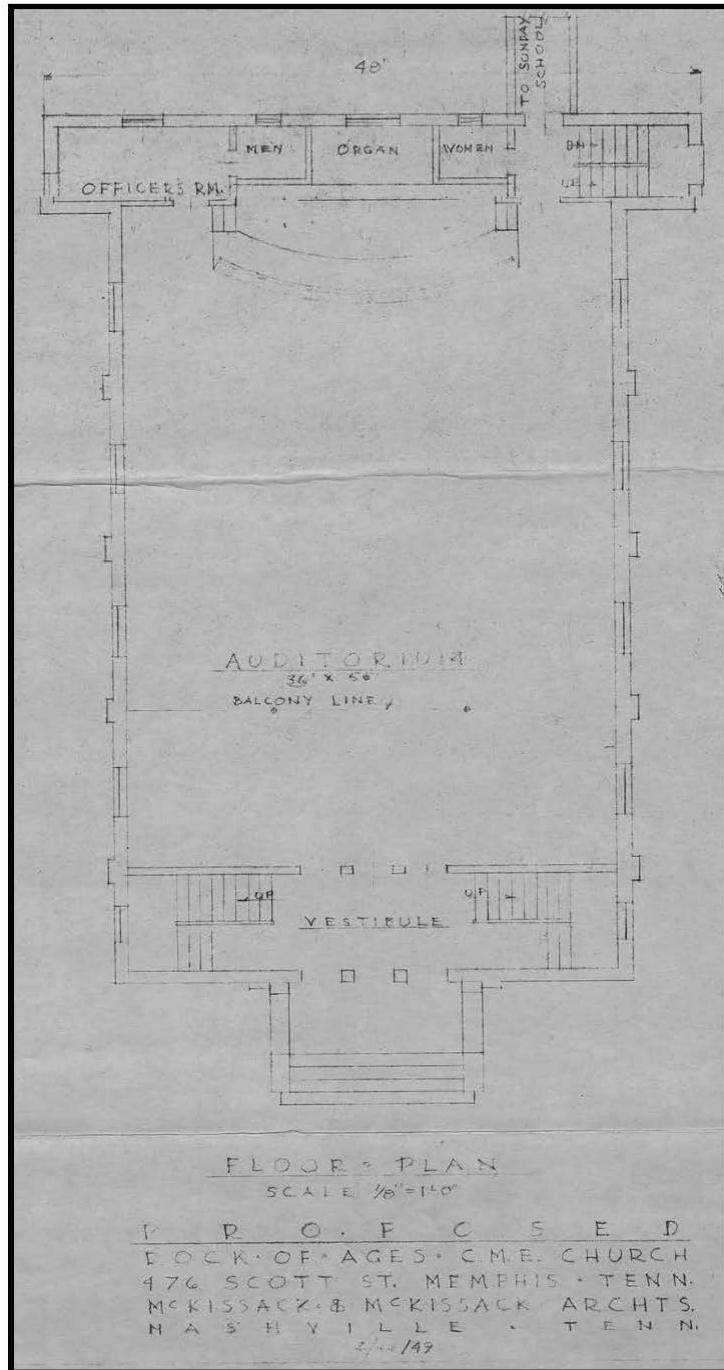 TO SUNDAY
SCHOOL
48'
MEN
ORGAN
WOMEN
DN
UP
OFFICERS RM.
AUDITORIUM
36' X 50'
BALCONY LINE
UP
UP
VESTIBULE
FLOOR - PLAN
SCALE 1/8" = 1'-0"
PROPOSED
ROCK · OF · AGES · C.M.E. CHURCH
476 SCOTT ST. MEMPHIS · TENN.
McKISSACK · & McKISSACK ARCHTS.
NASHVILLE · TENN.
/49